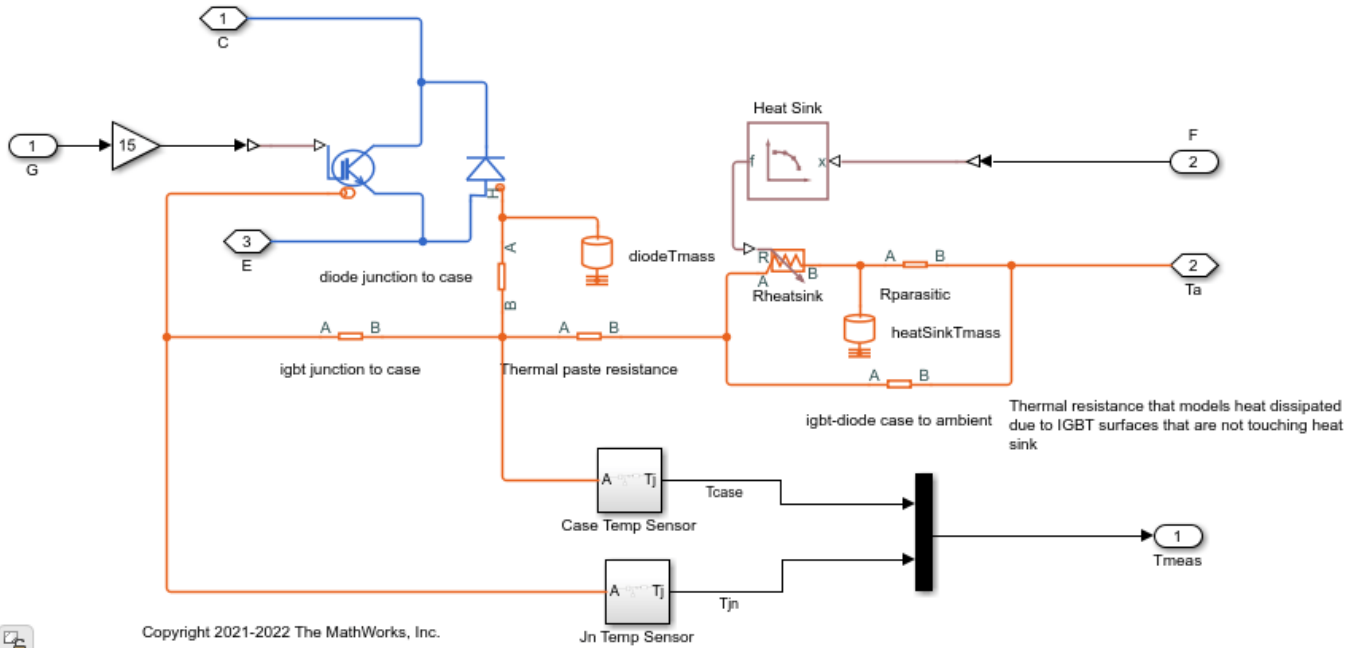 1
C
Heat Sink
F
1
G
15
f
x
2
H
3
E
A
diodeTmass
R
A
B
A
B
2
Ta
diode junction to case
B
Rheatsink
Rparasitic
A
B
A
B
heatSinkTmass
igbt junction to case
Thermal paste resistance
A
B
igbt-diode case to ambient
Thermal resistance that models heat dissipated
due to IGBT surfaces that are not touching heat
sink
A
Tj
Tcase
Case Temp Sensor
1
Tmeas
A
Tj
Tjn
Jn Temp Sensor
Copyright 2021-2022 The MathWorks, Inc.